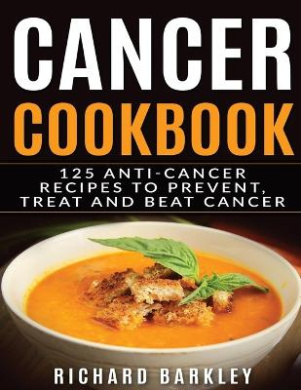 CANCER
COOKBOOK
125 ANTI-CANCER
RECIPES TO PREVENT,
TREAT AND BEAT CANCER
RICHARD BARKLEY